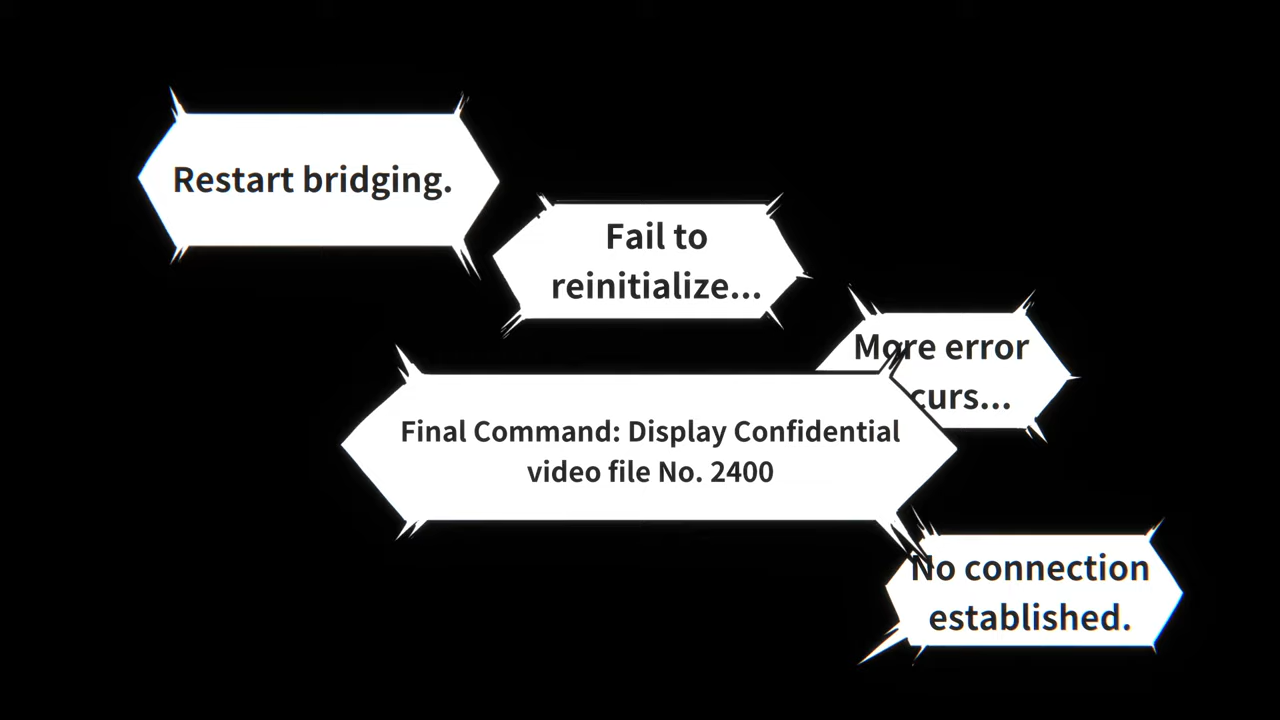 Restart bridging.
Fail to
reinitialize...
More error
curs...
Final Command: Display Confidential
video file No. 2400
No connection
established.